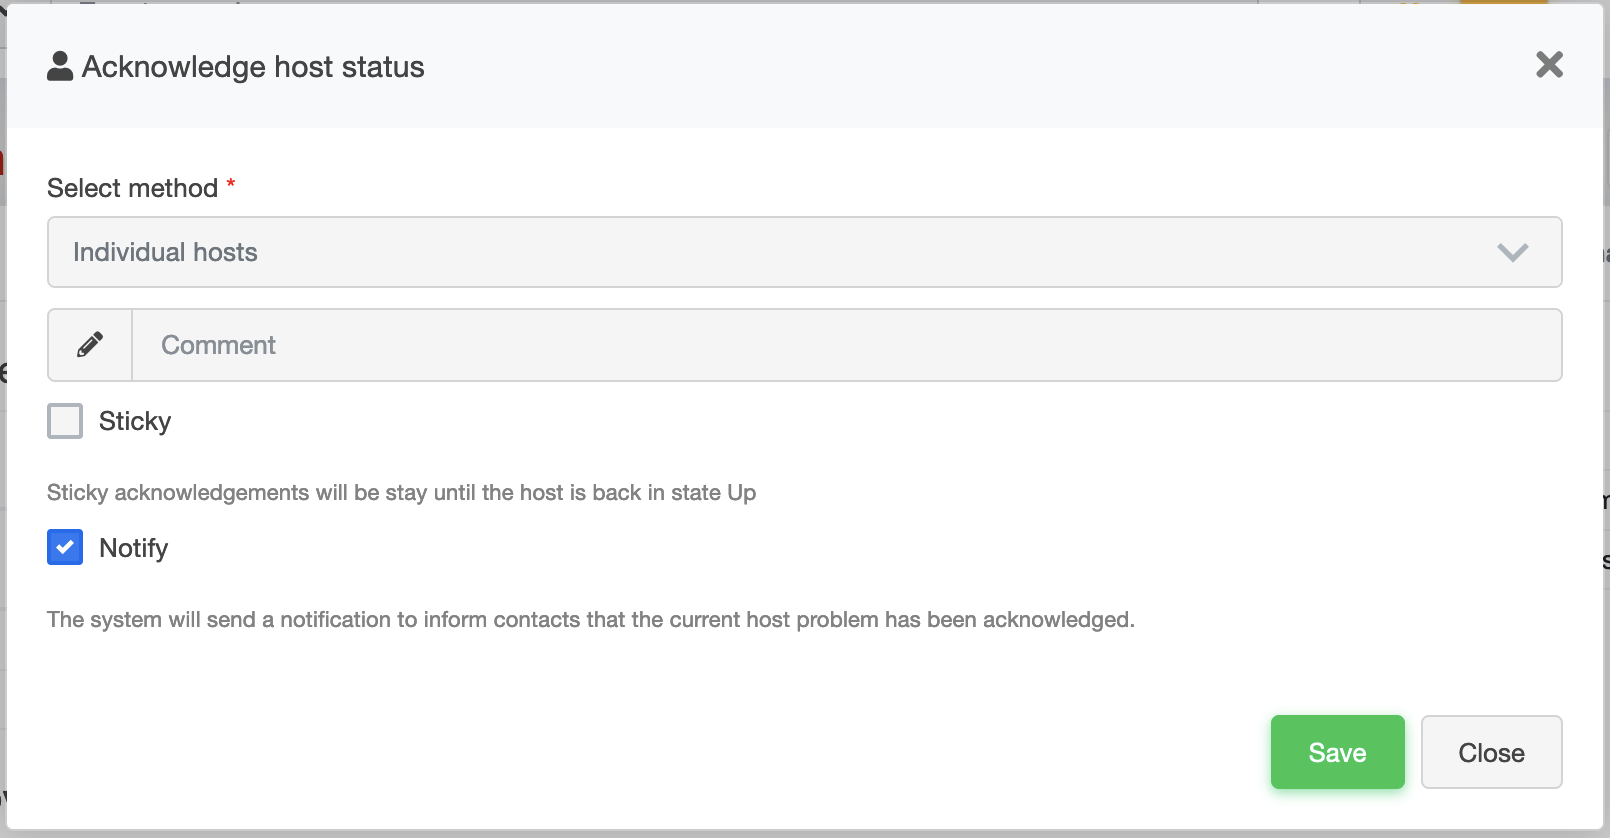 Acknowledge host status
Select method *
Individual hosts
Comment
Sticky
Sticky acknowledgements will be stay until the host is back in state Up
Notify
The system will send a notification to inform contacts that the current host problem has been acknowledged.
Save
Close